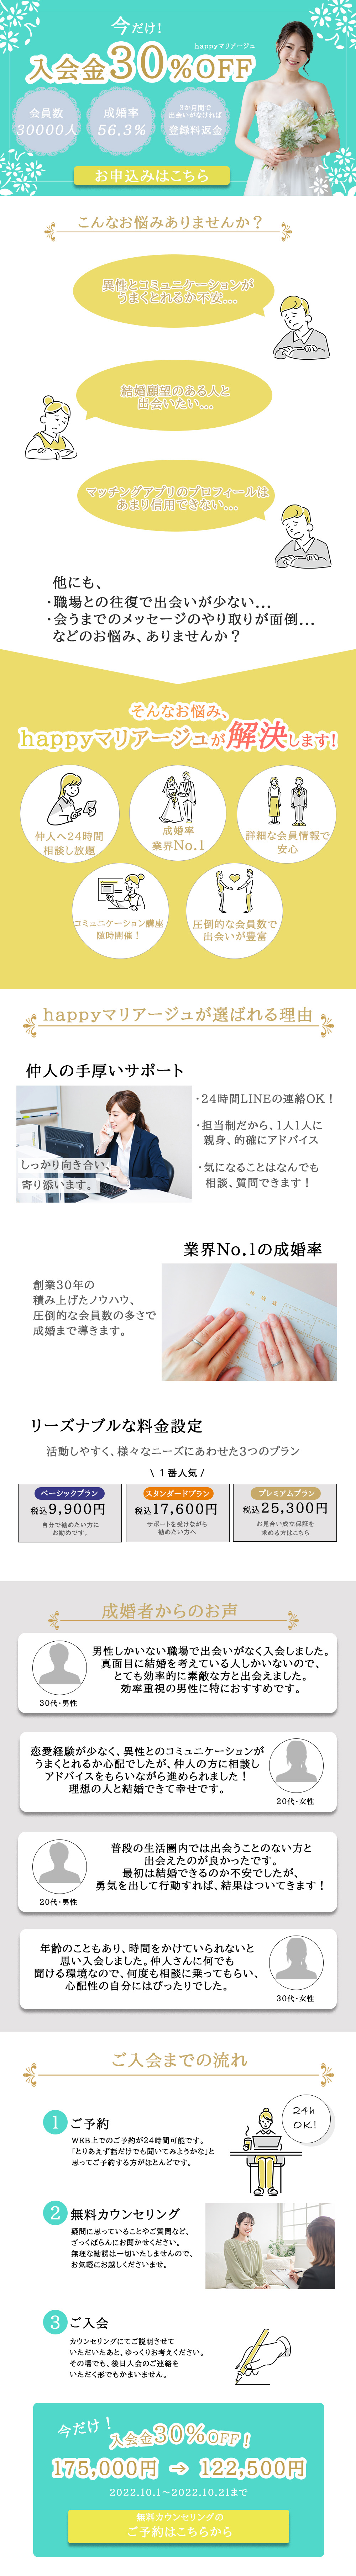 今だけ!
happyマリアージュ
入会金30%OFF
会員数
30000人
成婚率
56.3%
3か月間で
出会いがなければ
登録料返金
お申込みはこちら
こんなお悩みありませんか?
異性とコミュニケーションが
うまくとれるか不安...
結婚願望のある人と
出会いたい...
マッチングアプリのプロフィールは
あまり信用できない...
他にも、
・職場との往復で出会いが少ない...
・会うまでのメッセージのやり取りが面倒...
などのお悩み、ありませんか?
そんなお悩み、
happyマリアージュが解決します!
仲人へ24時間
相談し放題
成婚率
業界No.1
詳細な会員情報で
安心
コミュニケーション講座
随時開催!
圧倒的な会員数で
出会いが豊富
happyマリアージュが選ばれる理由
仲人の手厚いサポート
しっかり向き合い、
寄り添います。
・24時間LINEの連絡OK!
・担当制だから、1人1人に
親身、的確にアドバイス
・気になることはなんでも
相談、質問できます!
業界No.1の成婚率
創業30年の
積み上げたノウハウ、
圧倒的な会員数の多さで
成婚まで導きます。
リーズナブルな料金設定
活動しやすく、様々なニーズにあわせた3つのプラン
\ 1番人気 /
ベーシックプラン
税込9,900円
自分で勧めたい方に
お勧めです。
スタンダードプラン
税込17,600円
サポートを受けながら
勧めたい方へ
プレミアムプラン
税込25,300円
お見合い成立保証を
求める方はこちら
成婚者からのお声
男性しかいない職場で出会いがなく入会しました。
真面目に結婚を考えている人しかいないので、
とても効率的に素敵な方と出会えました。
効率重視の男性に特におすすめです。
30代・男性
恋愛経験が少なく、異性とのコミュニケーションが
うまくとれるか心配でしたが、仲人の方に相談し
アドバイスをもらいながら進められました!
理想の人と結婚できて幸せです。
20代・女性
普段の生活圏内では出会うことのない方と
出会えたのが良かったです。
最初は結婚できるのか不安でしたが、
勇気を出して行動すれば、結果はついてきます!
20代・男性
年齢のこともあり、時間をかけていられないと
思い入会しました。仲人さんに何でも
聞ける環境なので、何度も相談に乗ってもらい、
心配性の自分にはぴったりでした。
30代・女性
ご入会までの流れ
1 ご予約
WEB上でのご予約が24時間可能です。
「とりあえず話だけでも聞いてみようかな」と
思ってご予約する方がほとんどです。
24h
OK!
2 無料カウンセリング
疑問に思っていることやご質問など、
ざっくばらんにお聞かせください。
無理な勧誘は一切いたしませんので、
お気軽にお越しくださいませ。
3 ご入会
カウンセリングにてご説明させて
いただいたあと、ゆっくりお考えください。
その場でも、後日入会のご連絡を
いただく形でもかまいません。
今だけ!
入会金30%OFF!
175,000円 → 122,500円
2022.10.1~2022.10.21まで
無料カウンセリングの
ご予約はこちらから